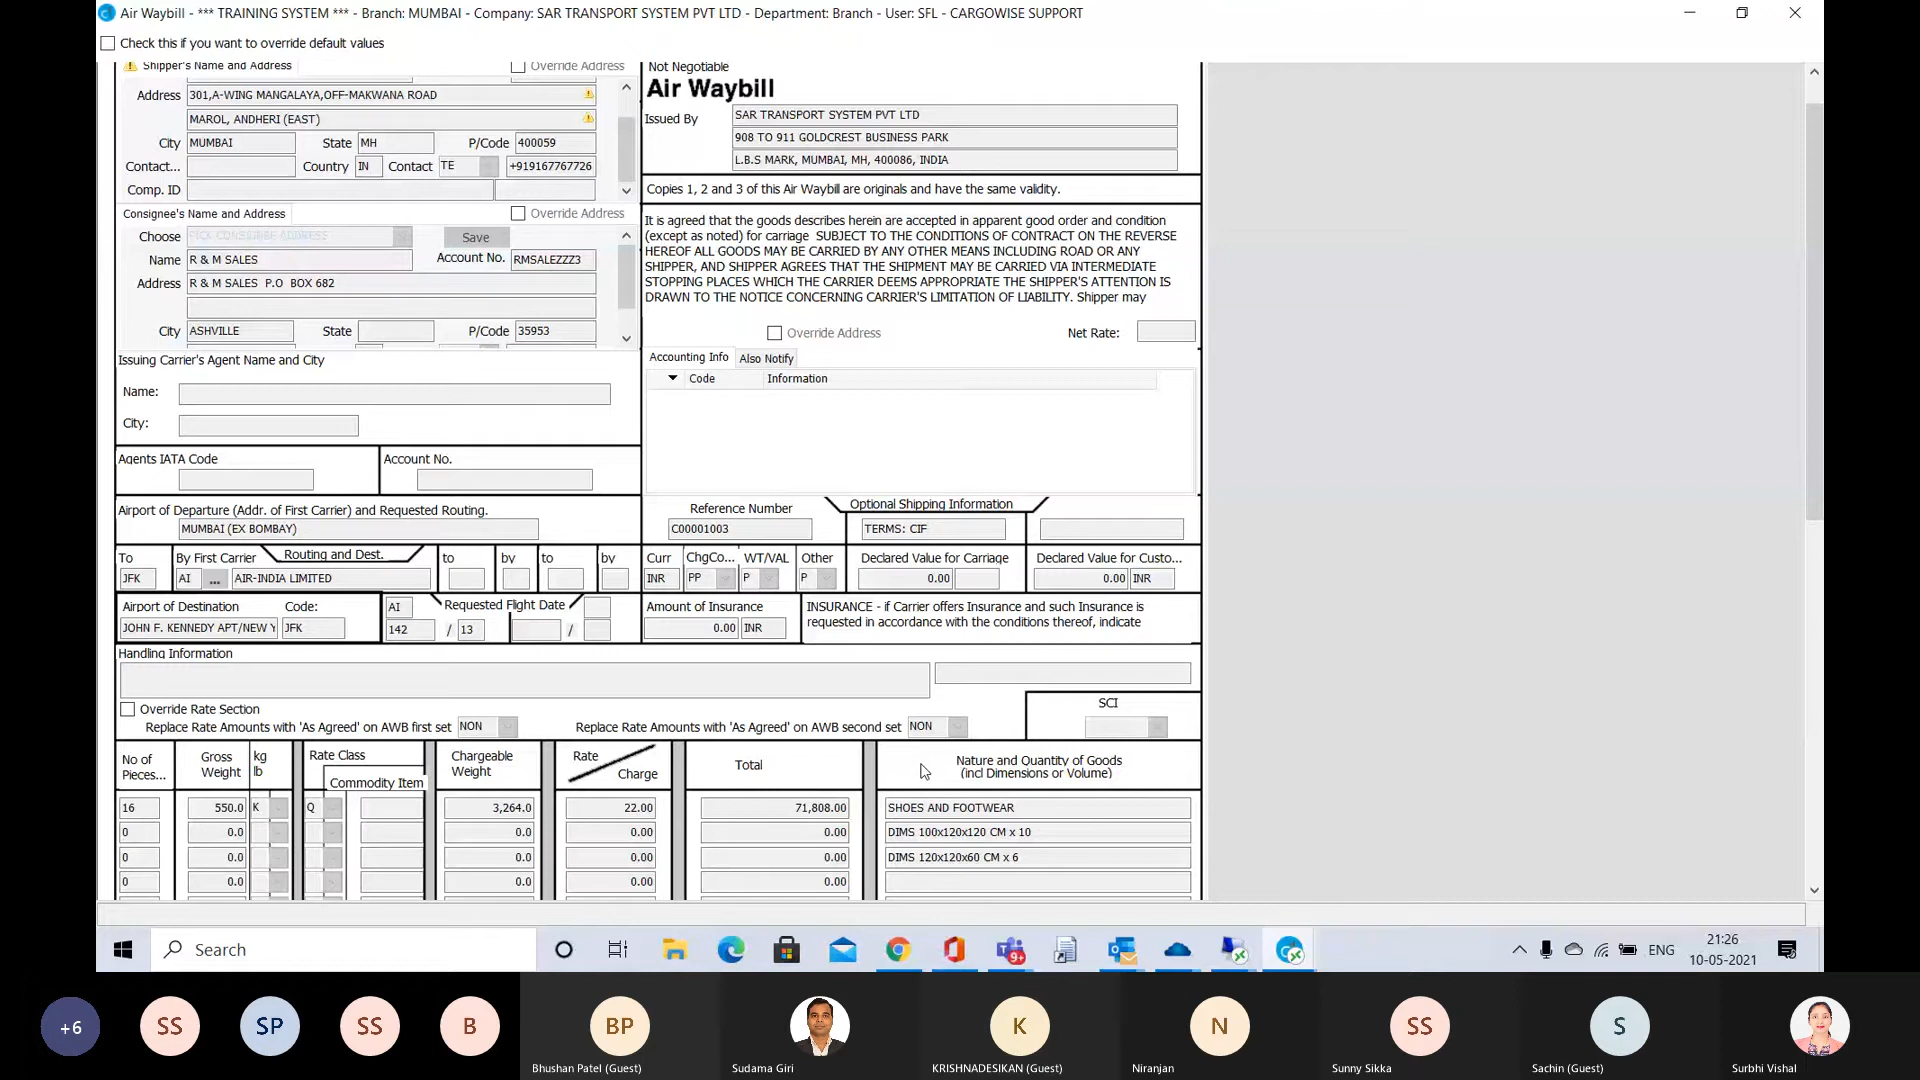 Air Waybill - *** TRAINING SYSTEM *** - Branch: MUMBAI - Company: SAR TRANSPORT SYSTEM PVT LTD - Department: Branch - User: SFL - CARGOWISE SUPPORT
Check this if you want to override default values
Shipper's Name and Address
Override Address
Address 301,A-WING MANGALAYA,OFF-MAKWANA ROAD
MAROL, ANDHERI (EAST)
City MUMBAI State MH P/Code 400059
Contact... Country IN Contact TE +919167767726
Comp. ID
Consignee's Name and Address
Override Address
Choose PICK CONSIGNEE ADDRESS Save
Name R & M SALES Account No. RMSALEZZZ3
Address R & M SALES P.O BOX 682
City ASHVILLE State P/Code 35953
Issuing Carrier's Agent Name and City
Name:
City:
Agents IATA Code
Account No.
Airport of Departure (Addr. of First Carrier) and Requested Routing.
MUMBAI (EX BOMBAY)
To By First Carrier Routing and Dest. to by to by
JFK AI ... AIR-INDIA LIMITED
Airport of Destination Code: AI Requested Flight Date
JOHN F. KENNEDY APT/NEW Y JFK 142 / 13 /
Not Negotiable
Air Waybill
Issued By SAR TRANSPORT SYSTEM PVT LTD
908 TO 911 GOLDCREST BUSINESS PARK
L.B.S MARK, MUMBAI, MH, 400086, INDIA
Copies 1, 2 and 3 of this Air Waybill are originals and have the same validity.
It is agreed that the goods describes herein are accepted in apparent good order and condition
(except as noted) for carriage SUBJECT TO THE CONDITIONS OF CONTRACT ON THE REVERSE
HEREOF ALL GOODS MAY BE CARRIED BY ANY OTHER MEANS INCLUDING ROAD OR ANY
SHIPPER, AND SHIPPER AGREES THAT THE SHIPMENT MAY BE CARRIED VIA INTERMEDIATE
STOPPING PLACES WHICH THE CARRIER DEEMS APPROPRIATE THE SHIPPER'S ATTENTION IS
DRAWN TO THE NOTICE CONCERNING CARRIER'S LIMITATION OF LIABILITY. Shipper may
Override Address Net Rate:
Accounting Info Also Notify
Code Information
Reference Number Optional Shipping Information
C00001003 TERMS: CIF
Curr ChgCo... WT/VAL Other Declared Value for Carriage Declared Value for Custo...
INR PP P P 0.00 0.00 INR
Amount of Insurance
0.00 INR
INSURANCE - if Carrier offers Insurance and such Insurance is
requested in accordance with the conditions thereof, indicate
Handling Information
SCI
Override Rate Section
Replace Rate Amounts with 'As Agreed' on AWB first set NON Replace Rate Amounts with 'As Agreed' on AWB second set NON
No of Pieces... Gross Weight kg lb Rate Class Commodity Item Chargeable Weight Rate Charge Total Nature and Quantity of Goods (incl Dimensions or Volume)
16 550.0 K Q 3,264.0 22.00 71,808.00 SHOES AND FOOTWEAR
0 0.0 0.0 0.00 0.00 DIMS 100x120x120 CM x 10
0 0.0 0.0 0.00 0.00 DIMS 120x120x60 CM x 6
0 0.0 0.0 0.00 0.00
Search
9+
ENG
21:26
10-05-2021
+6 SS SP SS B BP K N SS S
Bhushan Patel (Guest) Sudama Giri KRISHNADESIKAN (Guest) Niranjan Sunny Sikka Sachin (Guest) Surbhi Vishal